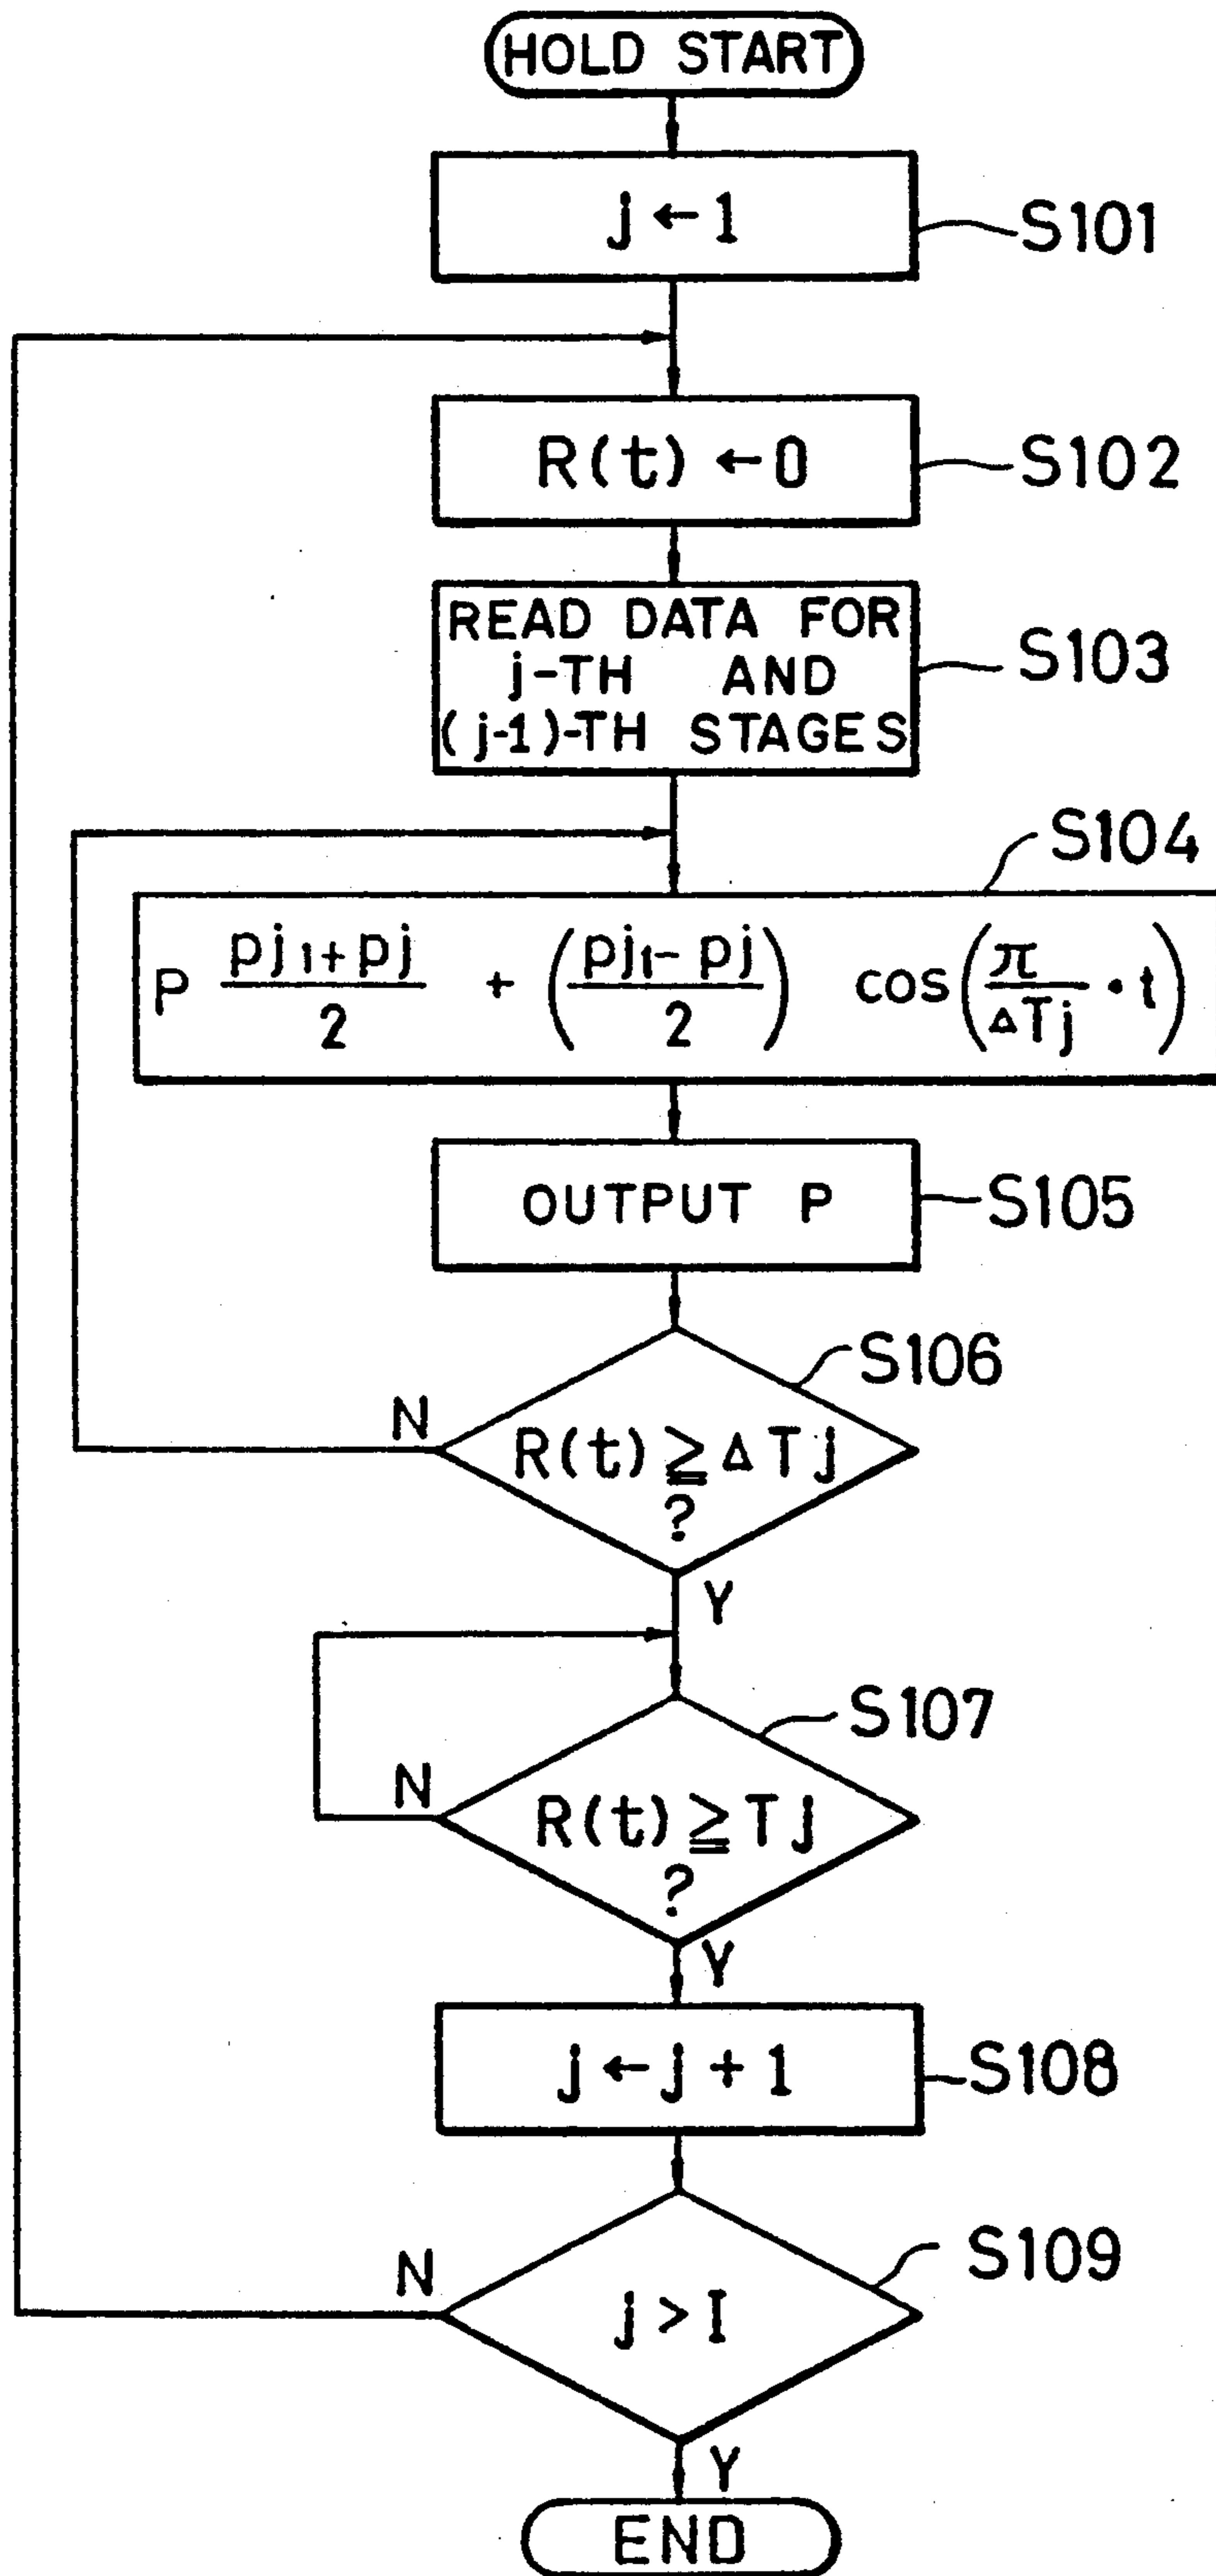 HOLD START
j ← 1
S101
R(t) ← 0
S102
READ DATA FOR
j-TH AND
(j-1)-TH STAGES
S103
S104
P (pj1+pj)/2 + ((pj1-pj)/2) cos(π/ΔTj · t)
OUTPUT P
S105
S106
N
R(t) ≧ ΔTj
?
Y
S107
N
R(t) ≧ Tj
?
Y
j ← j + 1
S108
S109
N
j > I
Y
END